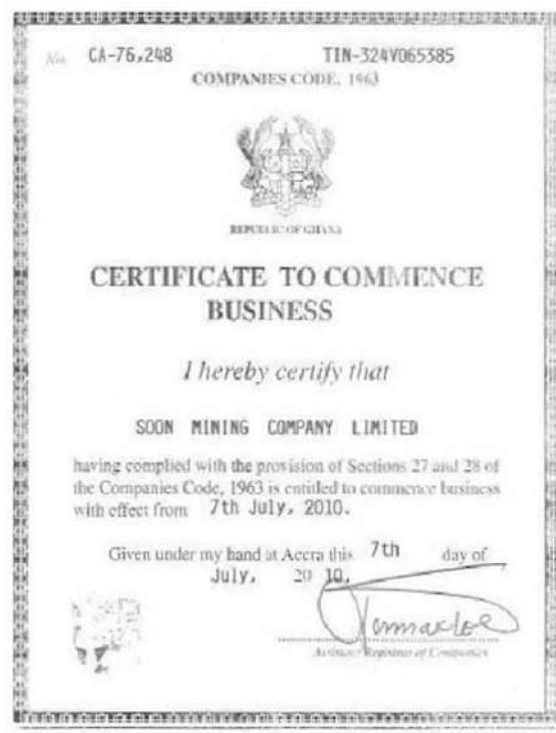 No. CA-76,248 TIN-324V065385
COMPANIES CODE, 1963
REPUBLIC OF GHANA
CERTIFICATE TO COMMENCE
BUSINESS
I hereby certify that
SOON MINING COMPANY LIMITED
having complied with the provision of Sections 27 and 28 of
the Companies Code, 1963 is entitled to commence business
with effect from 7th July, 2010.
Given under my hand at Accra this 7th day of
July, 20 10.
Registrar of Companies